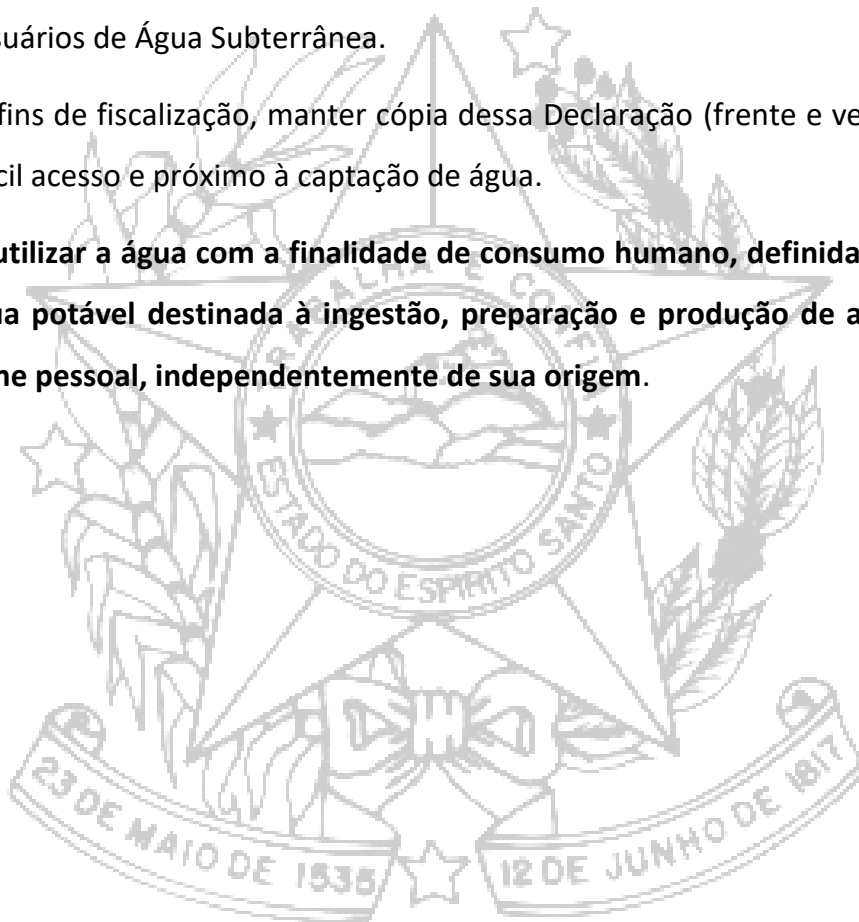 suários de Água Subterrânea.
fins de fiscalização, manter cópia dessa Declaração (frente e ve
cil acesso e próximo à captação de água.
utilizar a água com a finalidade de consumo humano, definida
ua potável destinada à ingestão, preparação e produção de a
ne pessoal, independentemente de sua origem.
TRABALHA E CONFIA
ESTADO DO ESPIRITO SANTO
23 DE MAIO DE 1535
12 DE JUNHO DE 1817